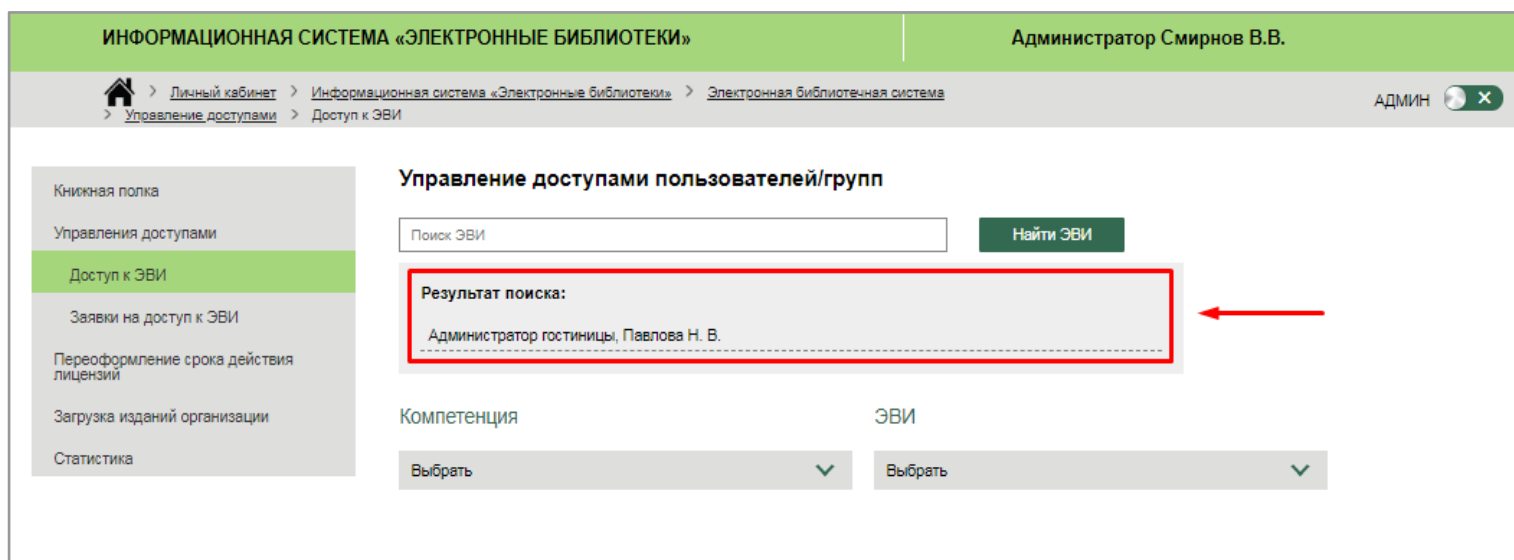 ИНФОРМАЦИОННАЯ СИСТЕМА «ЭЛЕКТРОННЫЕ БИБЛИОТЕКИ»
Администратор Смирнов В.В.
> Личный кабинет > Информационная система «Электронные библиотеки» > Электронная библиотечная система
> Управление доступами > Доступ к ЭВИ
АДМИН
Книжная полка
Управления доступами
Доступ к ЭВИ
Заявки на доступ к ЭВИ
Переоформление срока действия
лицензий
Загрузка изданий организации
Статистика
Управление доступами пользователей/групп
Поиск ЭВИ
Найти ЭВИ
Результат поиска:
Администратор гостиницы, Павлова Н. В.
Компетенция
ЭВИ
Выбрать
Выбрать